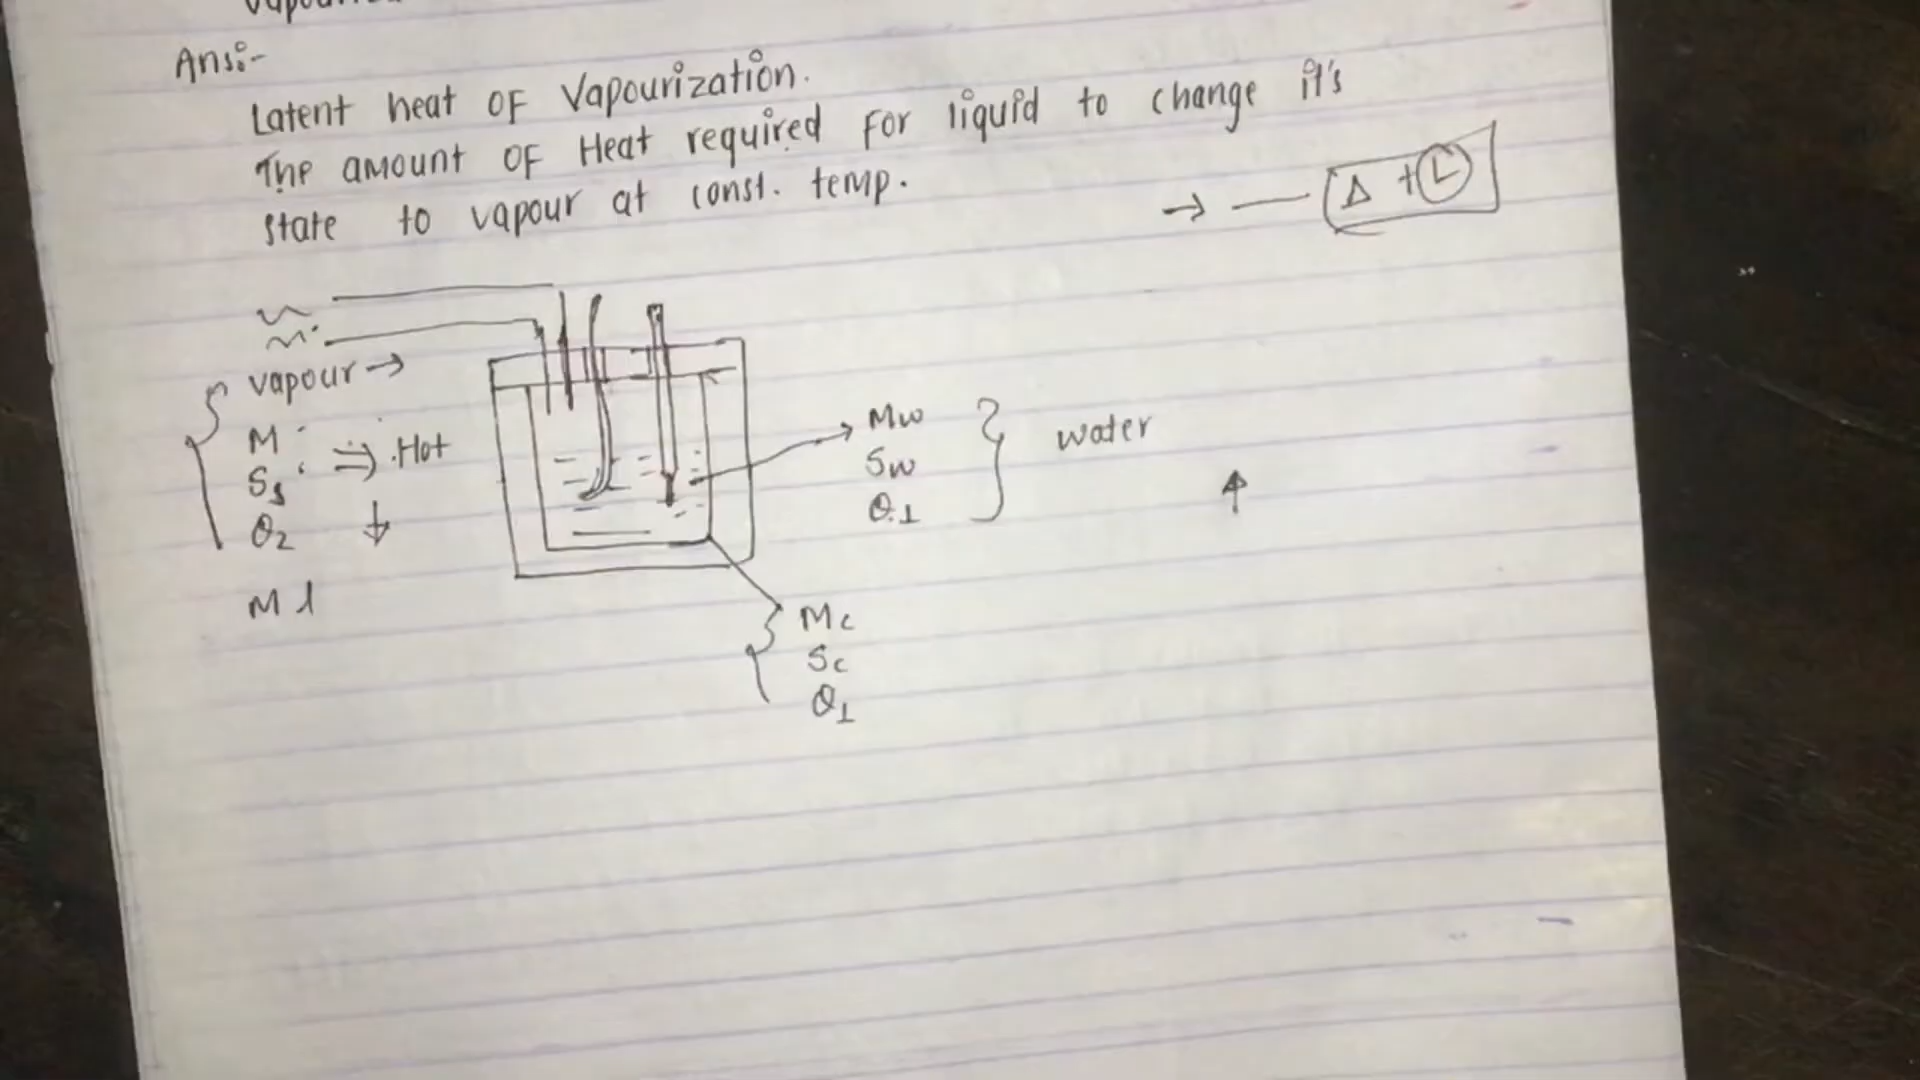 Ans:-
Latent heat OF Vapourization.
The amount OF Heat required For liquid to change it's
state to vapour at const. temp.
→ — Δ + L
vapour →
M
Ss ⇒ Hot
θ2 ↓
M l
Mw
Sw
θ1
water
↑
Mc
Sc
θ1